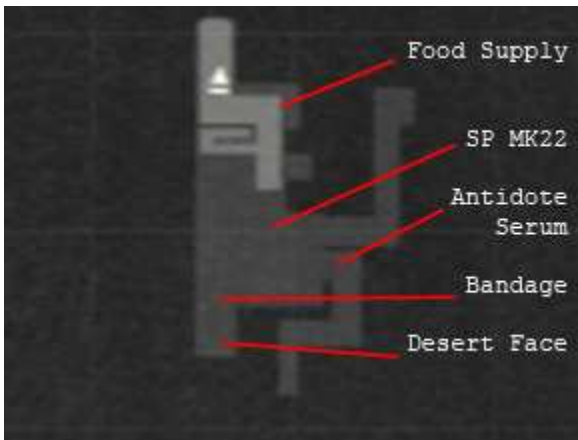 Food Supply
SP MK22
Antidote
Serum
Bandage
Desert Face